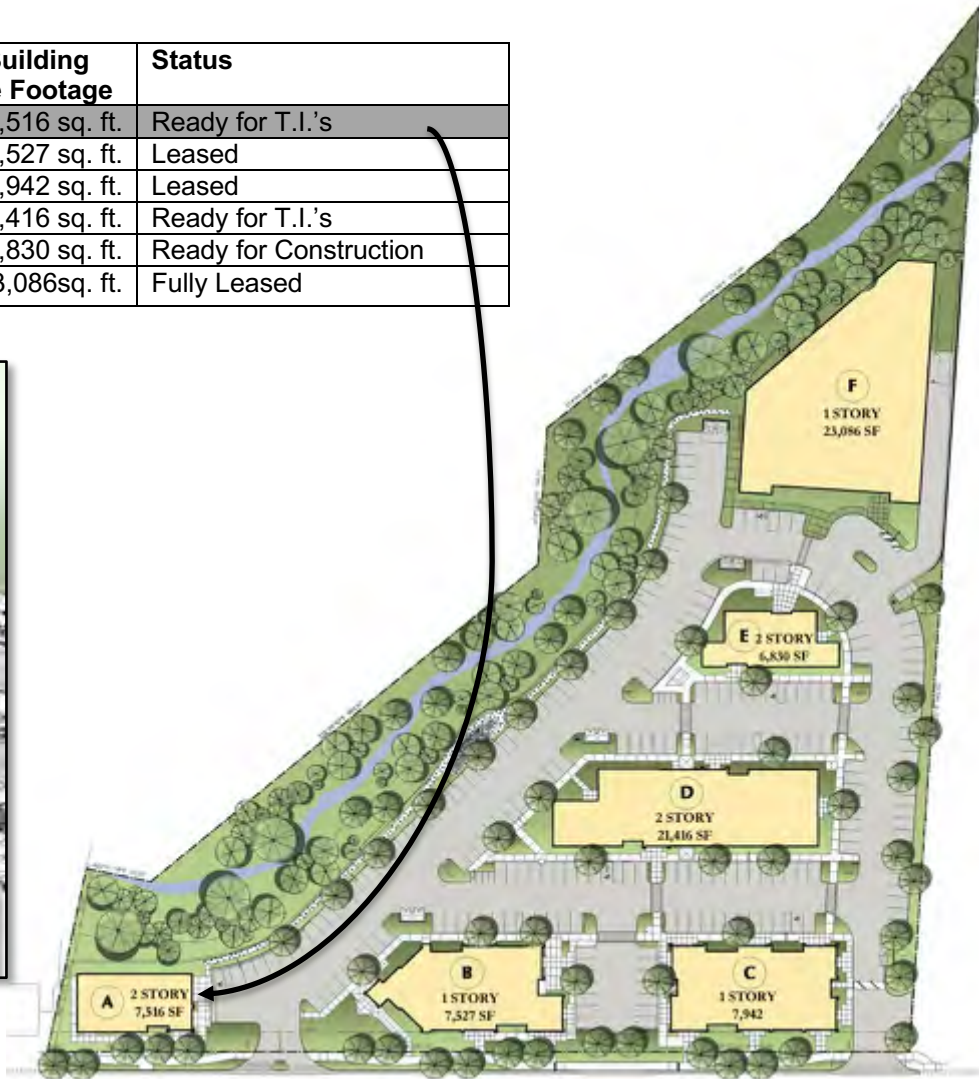 uilding Status
Footage
,516 sq. ft. Ready for T.I.'s
,527 sq. ft. Leased
,942 sq. ft. Leased
,416 sq. ft. Ready for T.I.'s
,830 sq. ft. Ready for Construction
,086sq. ft. Fully Leased
F
1 STORY
23,086 SF
E 2 STORY
6,830 SF
D
2 STORY
21,416 SF
A 2 STORY
7,516 SF
B
1 STORY
7,527 SF
C
1 STORY
7,942